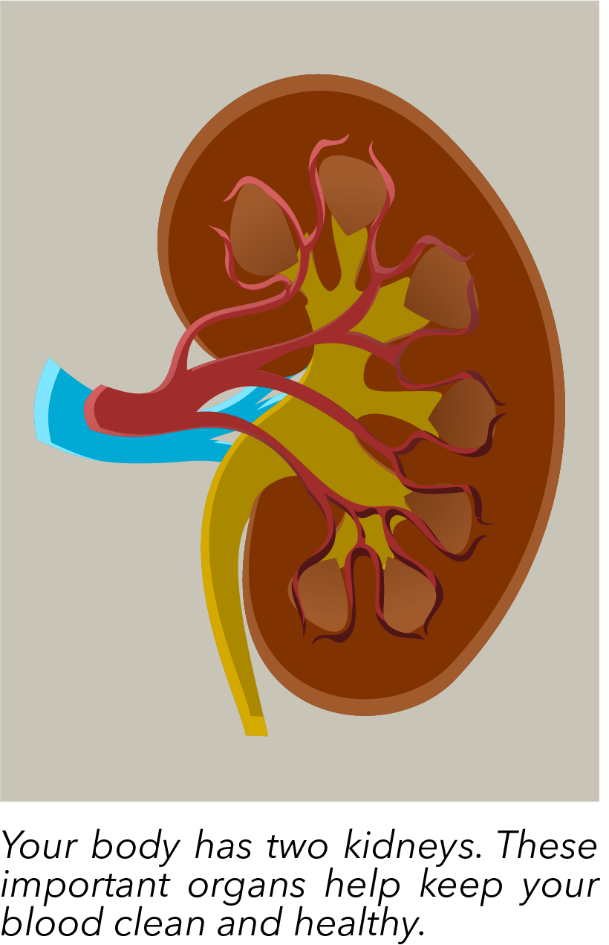 Your body has two kidneys. These
important organs help keep your
blood clean and healthy.